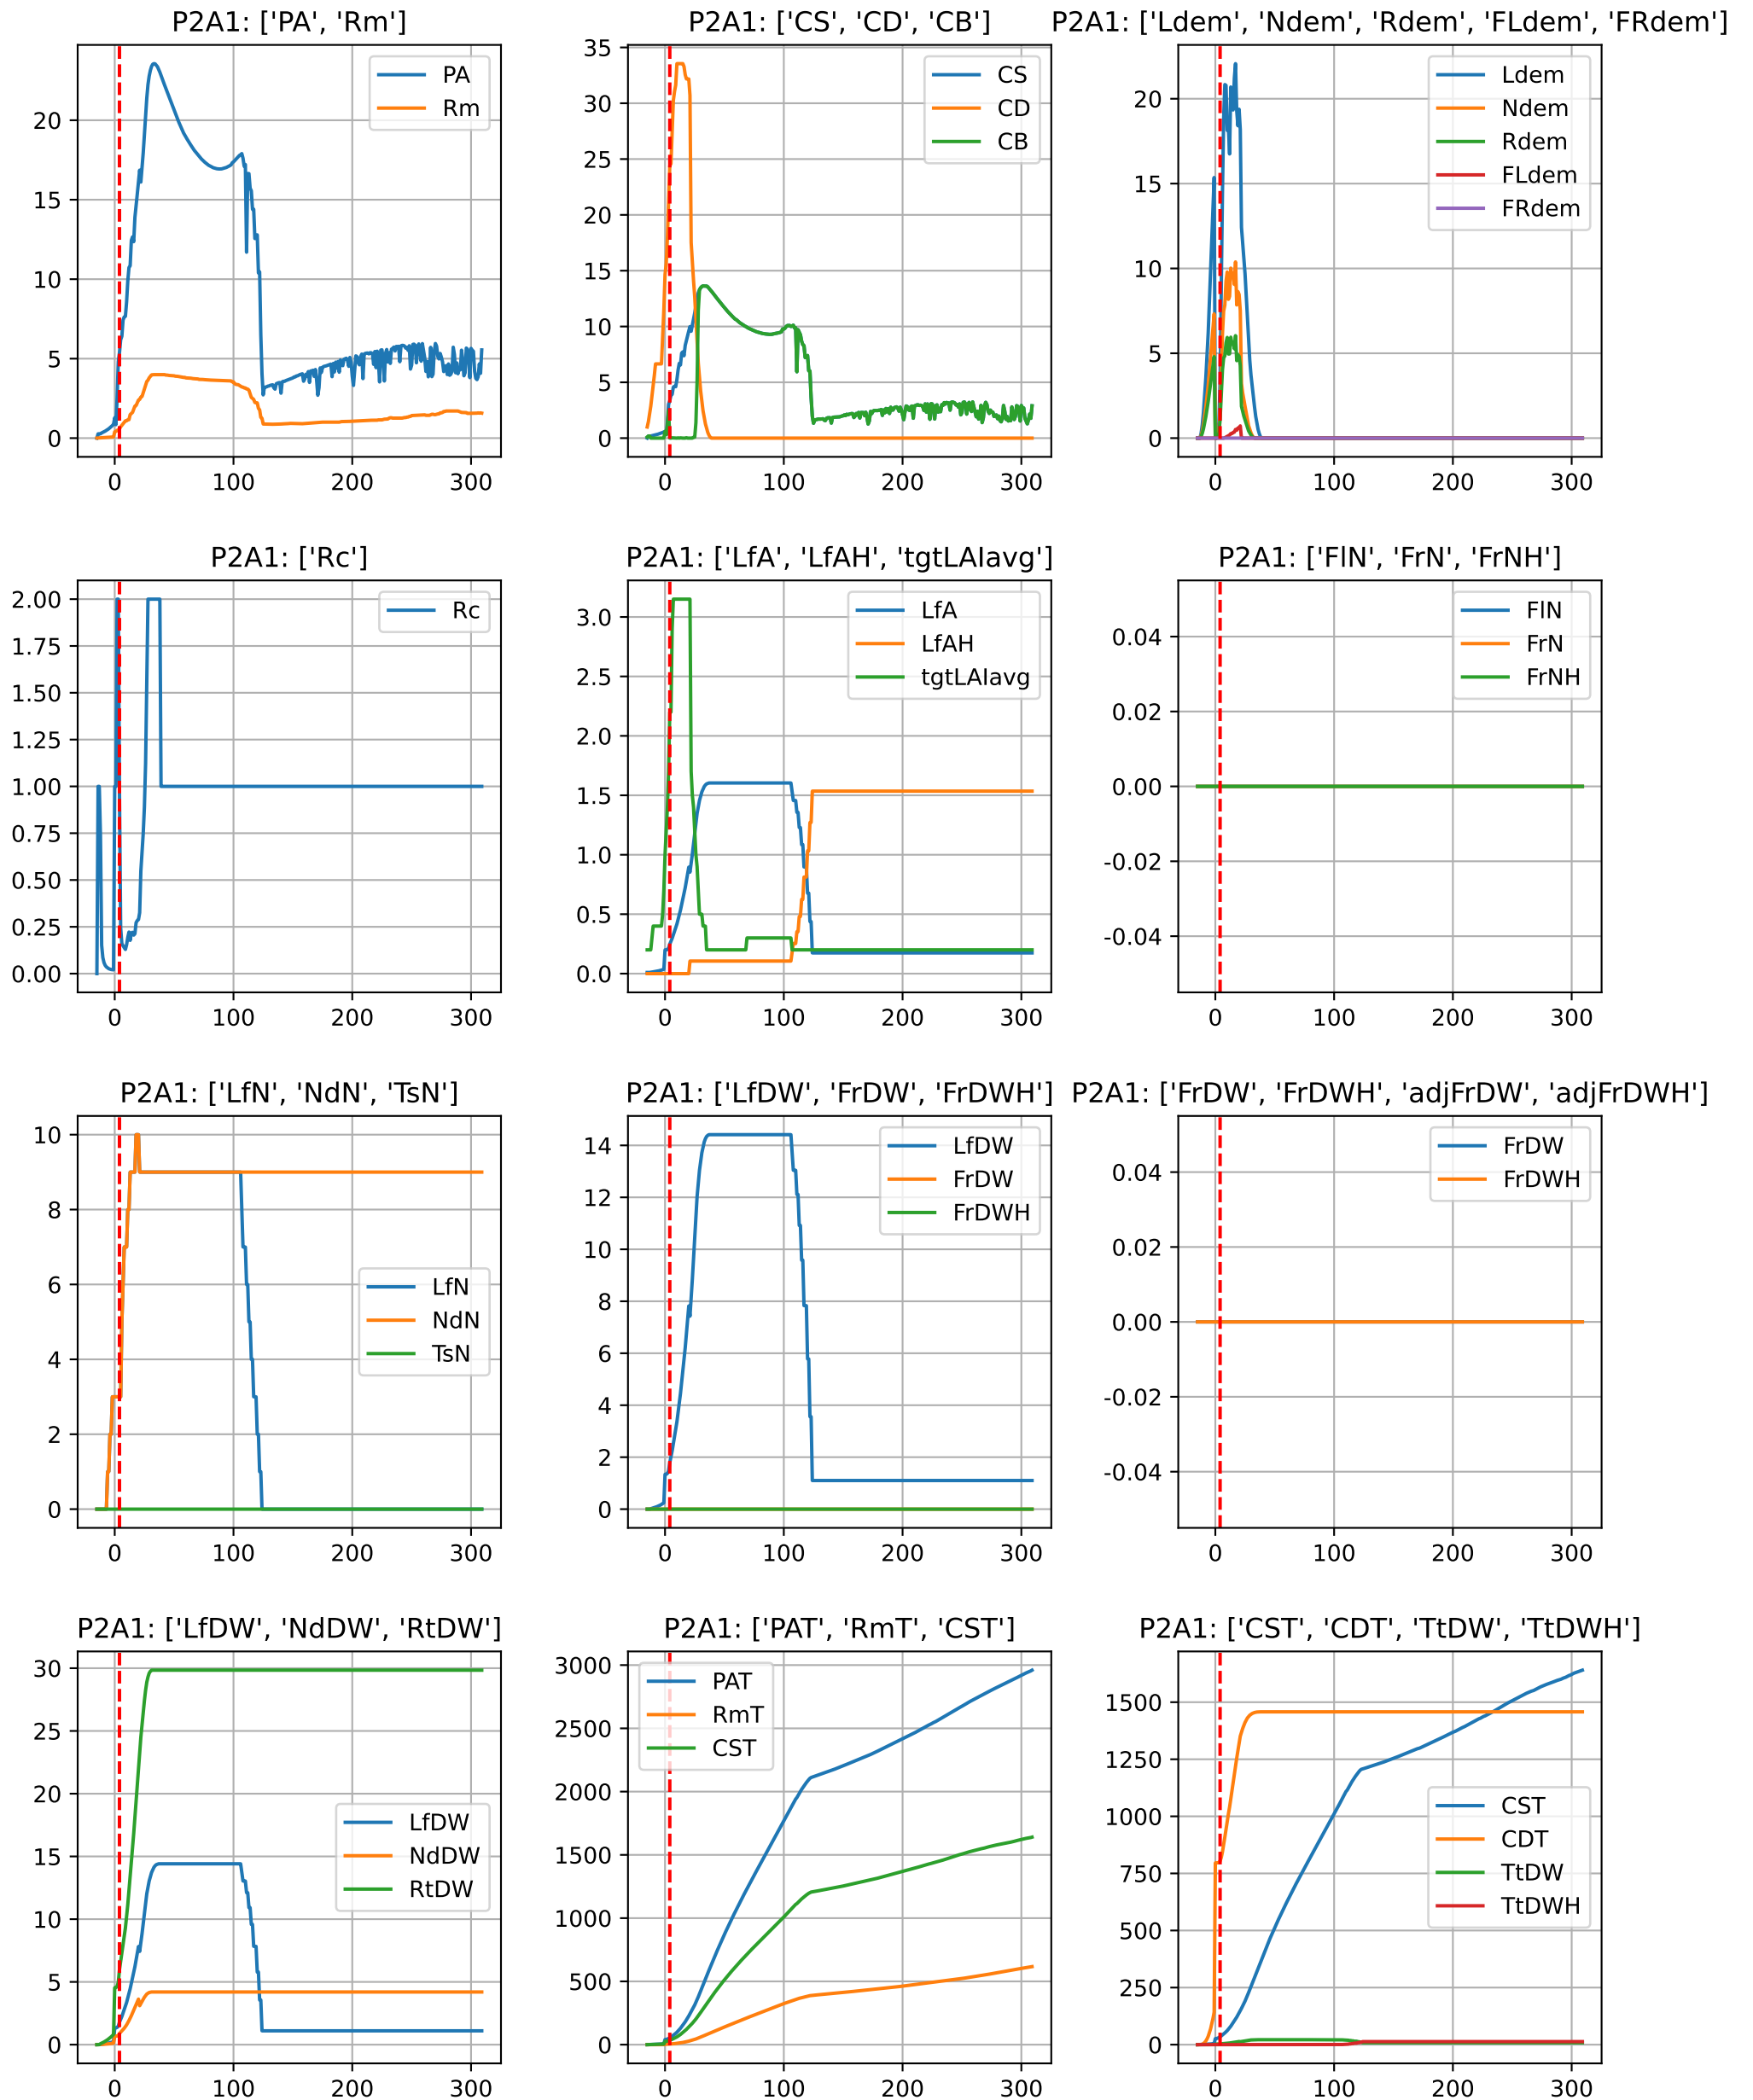 P2A1: ['PA', 'Rm']
20
15
10
5
0
0 100 200 300
PA
Rm
P2A1: ['CS', 'CD', 'CB']
35
30
25
20
15
10
5
0
0 100 200 300
CS
CD
CB
P2A1: ['Ldem', 'Ndem', 'Rdem', 'FLdem', 'FRdem']
20
15
10
5
0
0 100 200 300
Ldem
Ndem
Rdem
FLdem
FRdem
P2A1: ['Rc']
2.00
1.75
1.50
1.25
1.00
0.75
0.50
0.25
0.00
0 100 200 300
Rc
P2A1: ['LfA', 'LfAH', 'tgtLAIavg']
3.0
2.5
2.0
1.5
1.0
0.5
0.0
0 100 200 300
LfA
LfAH
tgtLAIavg
P2A1: ['FlN', 'FrN', 'FrNH']
0.04
0.02
0.00
-0.02
-0.04
0 100 200 300
FlN
FrN
FrNH
P2A1: ['LfN', 'NdN', 'TsN']
10
8
6
4
2
0
0 100 200 300
LfN
NdN
TsN
P2A1: ['LfDW', 'FrDW', 'FrDWH']
14
12
10
8
6
4
2
0
0 100 200 300
LfDW
FrDW
FrDWH
P2A1: ['FrDW', 'FrDWH', 'adjFrDW', 'adjFrDWH']
0.04
0.02
0.00
-0.02
-0.04
0 100 200 300
FrDW
FrDWH
P2A1: ['LfDW', 'NdDW', 'RtDW']
30
25
20
15
10
5
0
0 100 200 300
LfDW
NdDW
RtDW
P2A1: ['PAT', 'RmT', 'CST']
3000
2500
2000
1500
1000
500
0
0 100 200 300
PAT
RmT
CST
P2A1: ['CST', 'CDT', 'TtDW', 'TtDWH']
1500
1250
1000
750
500
250
0
0 100 200 300
CST
CDT
TtDW
TtDWH